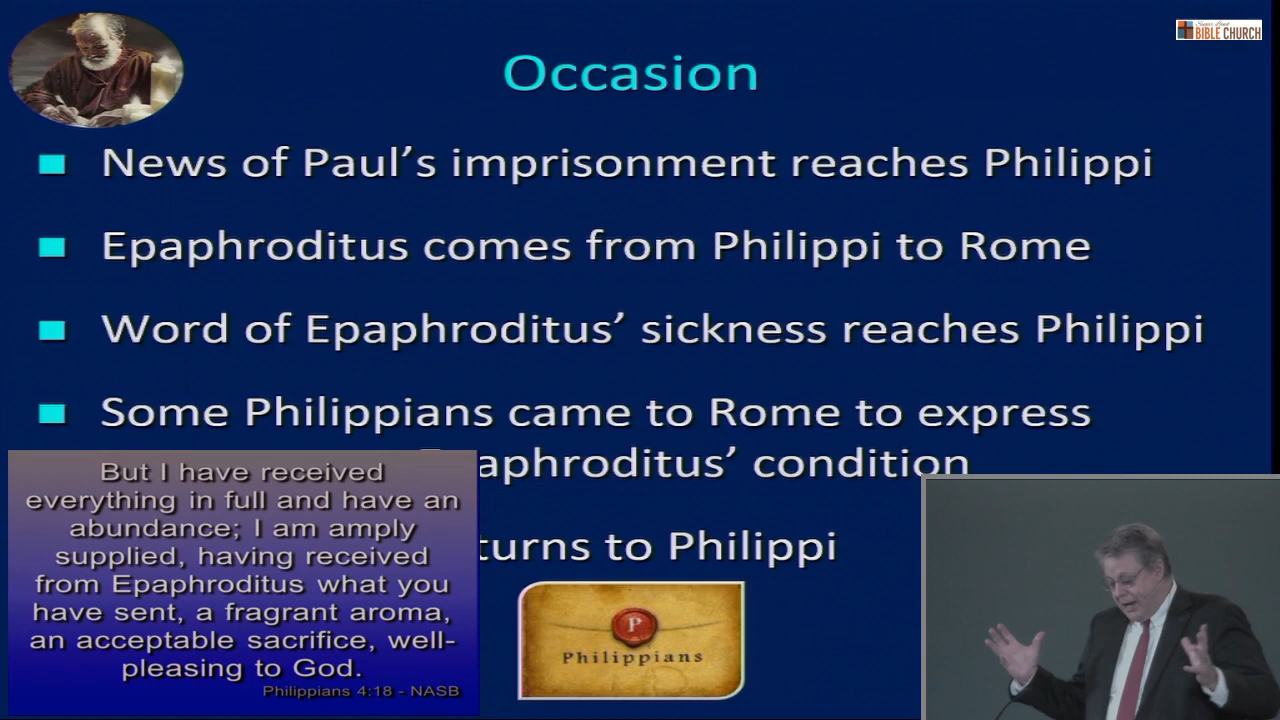 Sugar Land
BIBLE CHURCH
Occasion
News of Paul’s imprisonment reaches Philippi
Epaphroditus comes from Philippi to Rome
Word of Epaphroditus’ sickness reaches Philippi
Some Philippians came to Rome to express
aphroditus’ condition
turns to Philippi
But I have received
everything in full and have an
abundance; I am amply
supplied, having received
from Epaphroditus what you
have sent, a fragrant aroma,
an acceptable sacrifice, well-
pleasing to God.
Philippians 4:18 - NASB
P
Philippians